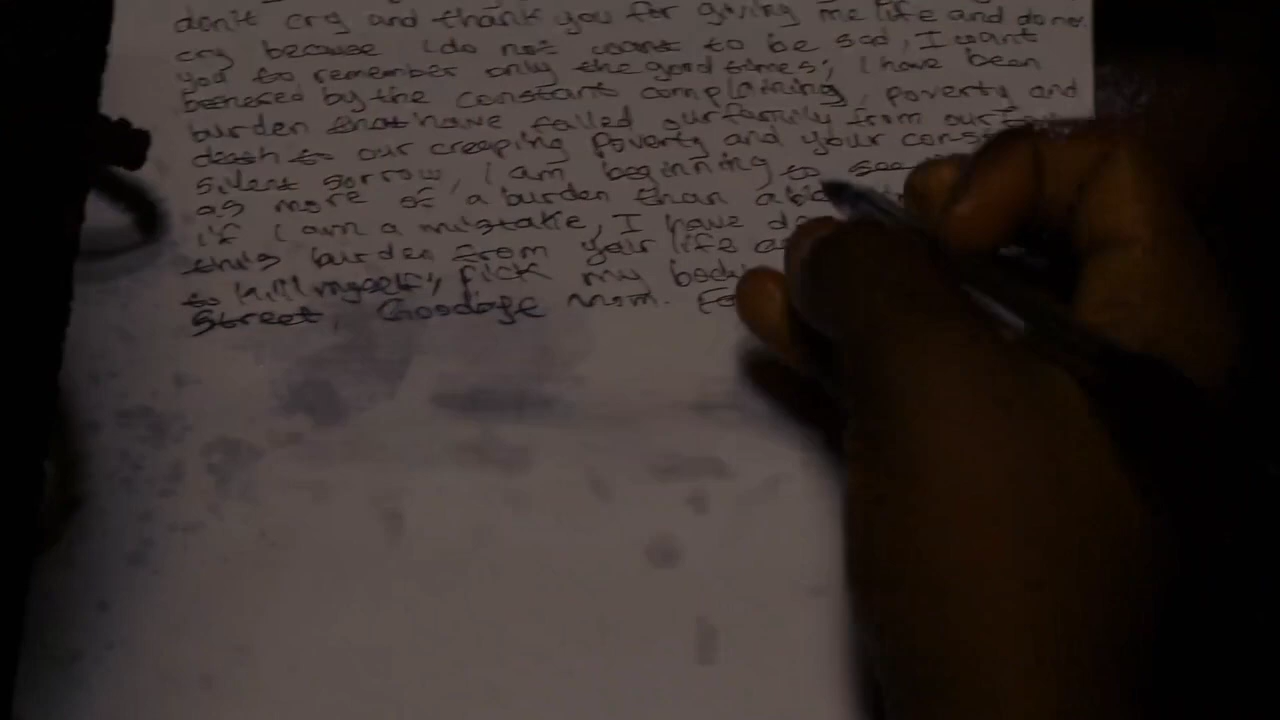 don't cry and thank you for giving me life and
cry because i do not want to be sad, I want
you to remember only the good times, i have been
by the constant complaining, poverty and
burden that have failed our family from our
death to our creeping poverty and your
silent sorrow, i am beginning to
as more of a burden than a
if i am a mistake, I have
this burden from your life
to kill myself, pick my
Street, Goodbye mom.